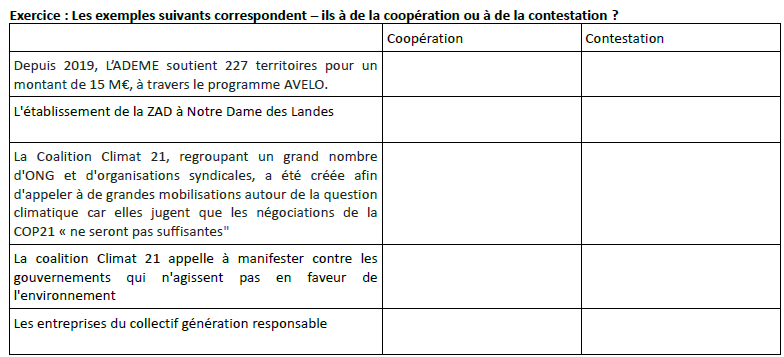 Exercice : Les exemples suivants correspondent – ils à de la coopération ou à de la contestation ?
Coopération
Contestation
Depuis 2019, L'ADEME soutient 227 territoires pour un
montant de 15 M€, à travers le programme AVELO.
L'établissement de la ZAD à Notre Dame des Landes
La Coalition Climat 21, regroupant un grand nombre
d'ONG et d'organisations syndicales, a été créée afin
d'appeler à de grandes mobilisations autour de la question
climatique car elles jugent que les négociations de la
COP21 « ne seront pas suffisantes"
La coalition Climat 21 appelle à manifester contre les
gouvernements qui n'agissent pas en faveur de
l'environnement
Les entreprises du collectif génération responsable